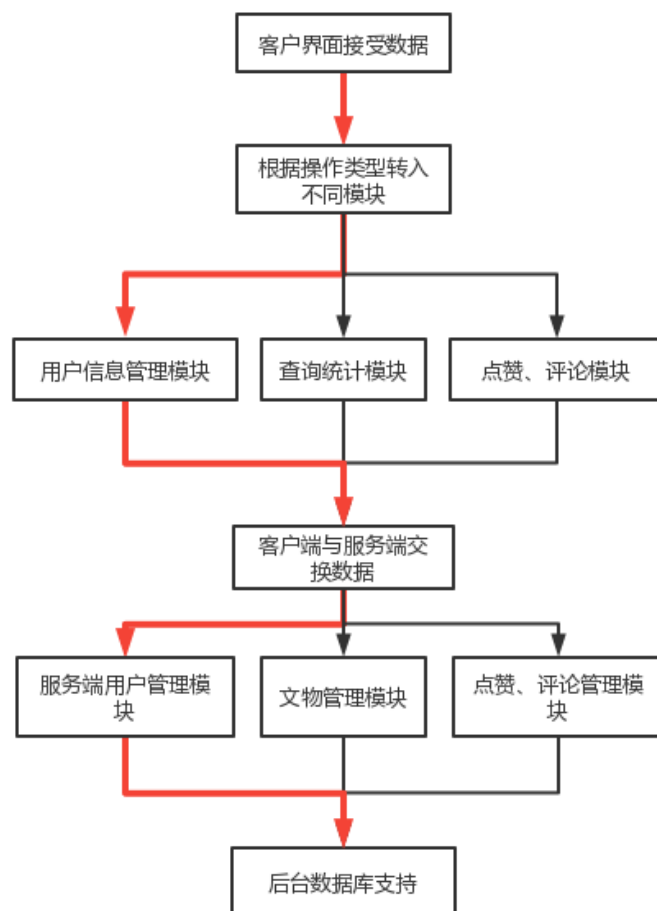 客户界面接受数据
根据操作类型转入
不同模块
用户信息管理模块
查询统计模块
点赞、评论模块
客户端与服务端交
换数据
服务端用户管理模
块
文物管理模块
点赞、评论管理模
块
后台数据库支持